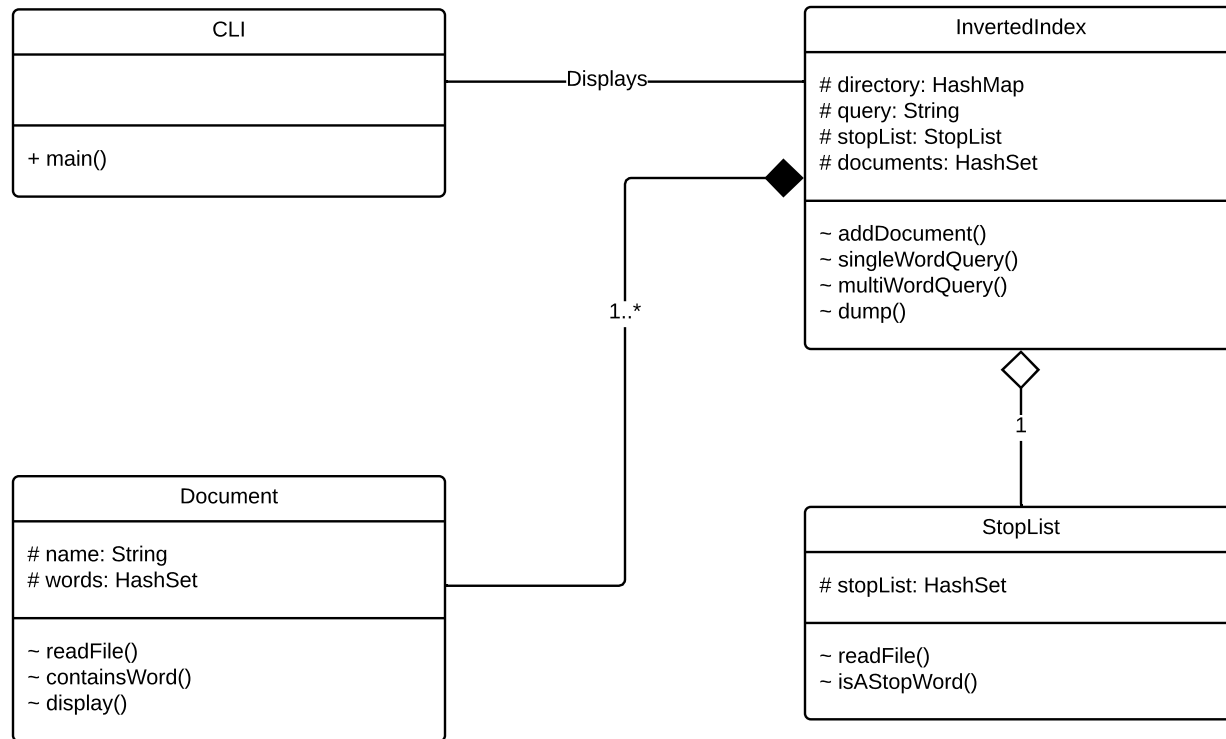 CLI
+ main()
Displays
InvertedIndex
# directory: HashMap
# query: String
# stopList: StopList
# documents: HashSet
~ addDocument()
~ singleWordQuery()
~ multiWordQuery()
~ dump()
1..*
1
Document
# name: String
# words: HashSet
~ readFile()
~ containsWord()
~ display()
StopList
# stopList: HashSet
~ readFile()
~ isAStopWord()